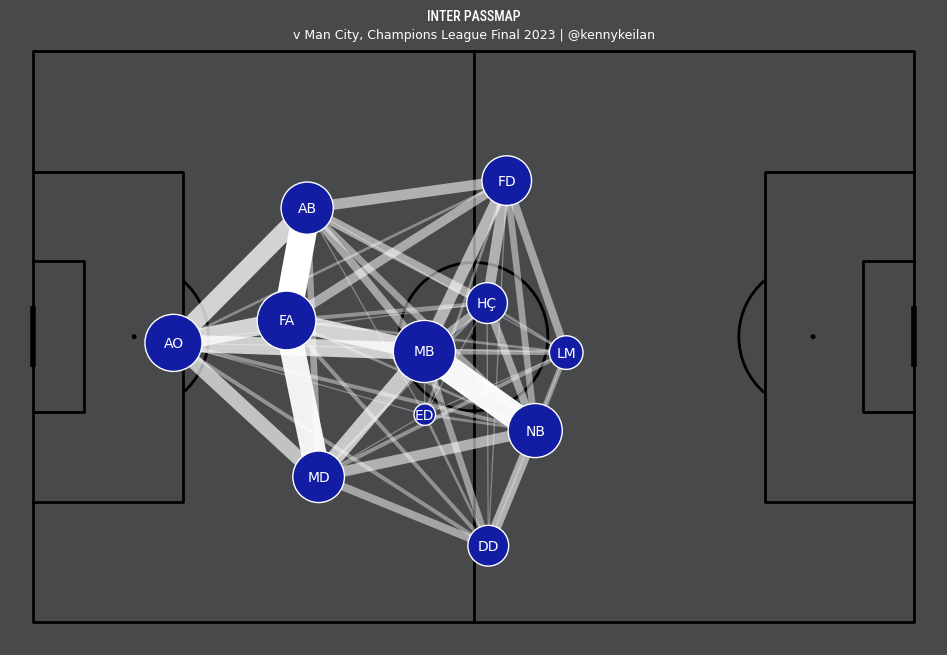 INTER PASSMAP
v Man City, Champions League Final 2023 | @kennykeilan
FD
AB
HÇ
FA
AO
MB
LM
ED
NB
MD
DD